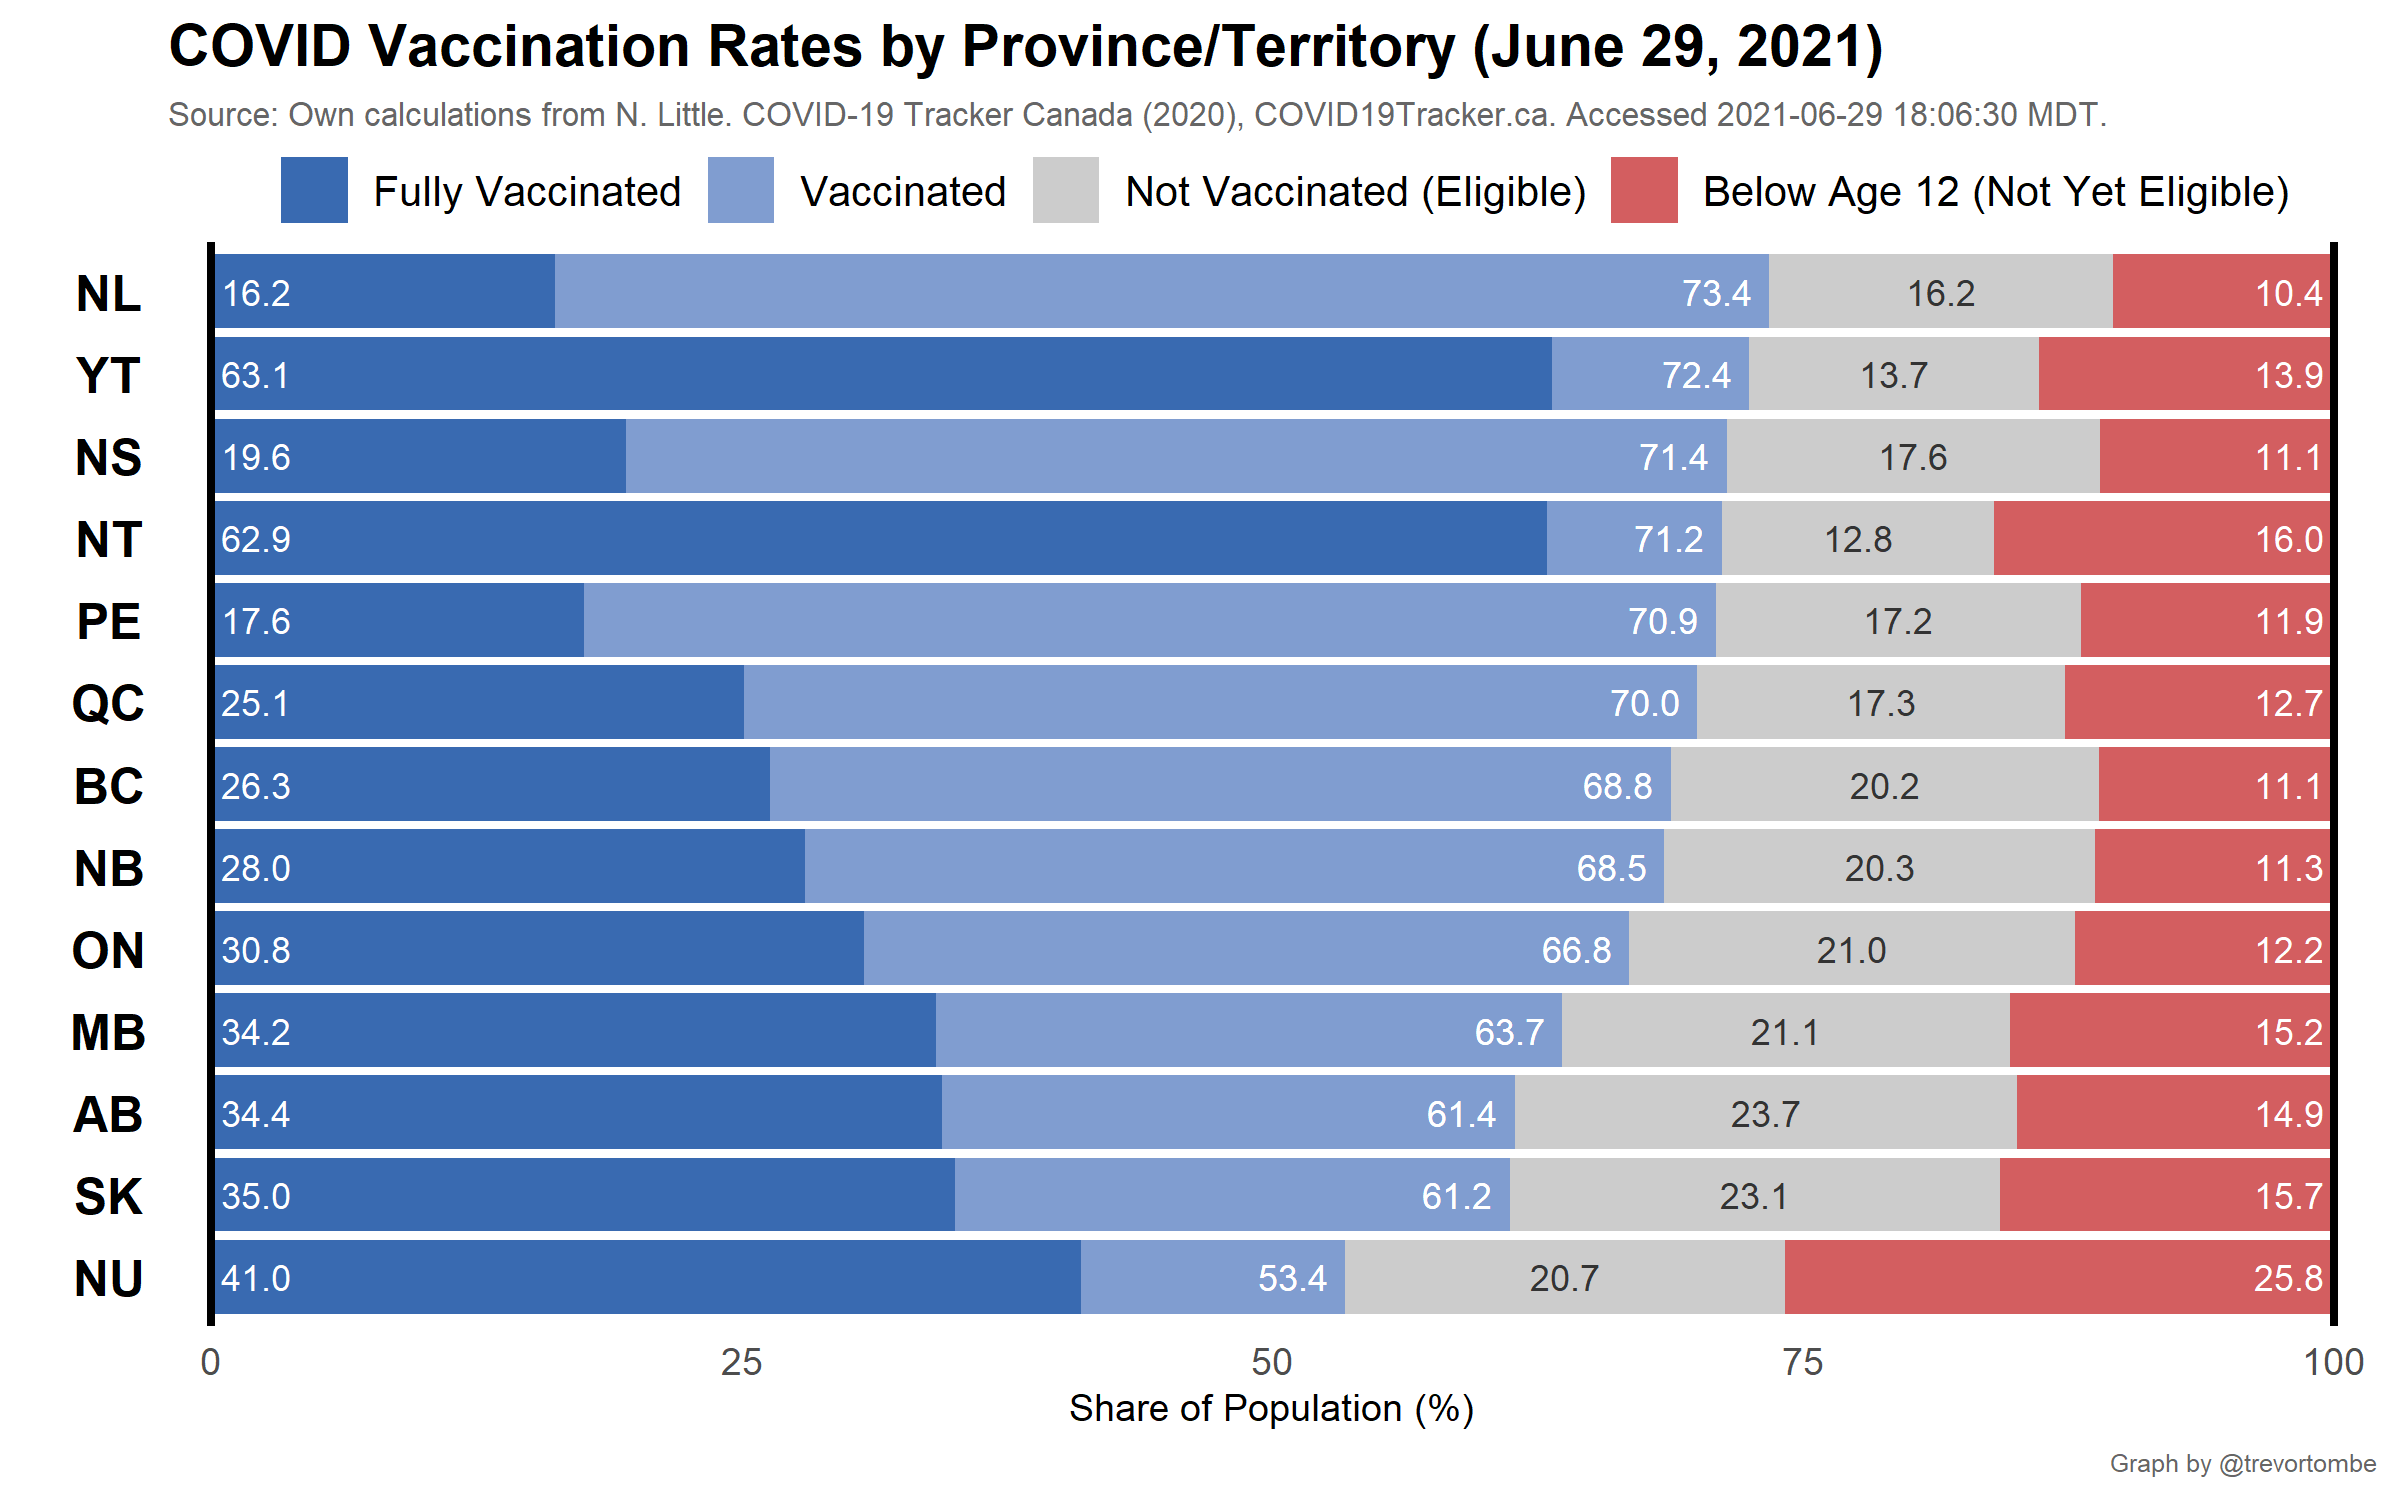 COVID Vaccination Rates by Province/Territory (June 29, 2021)
Source: Own calculations from N. Little. COVID-19 Tracker Canada (2020), COVID19Tracker.ca. Accessed 2021-06-29 18:06:30 MDT.
Fully Vaccinated Vaccinated Not Vaccinated (Eligible) Below Age 12 (Not Yet Eligible)
NL 16.2 73.4 16.2 10.4
YT 63.1 72.4 13.7 13.9
NS 19.6 71.4 17.6 11.1
NT 62.9 71.2 12.8 16.0
PE 17.6 70.9 17.2 11.9
QC 25.1 70.0 17.3 12.7
BC 26.3 68.8 20.2 11.1
NB 28.0 68.5 20.3 11.3
ON 30.8 66.8 21.0 12.2
MB 34.2 63.7 21.1 15.2
AB 34.4 61.4 23.7 14.9
SK 35.0 61.2 23.1 15.7
NU 41.0 53.4 20.7 25.8
0 25 50 75 100
Share of Population (%)
Graph by @trevortombe